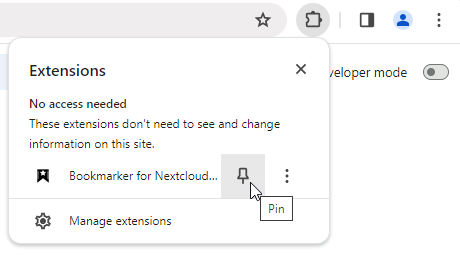 Extensions
veloper mode
No access needed
These extensions don't need to see and change
information on this site.
Bookmarker for Nextcloud...
Pin
Manage extensions